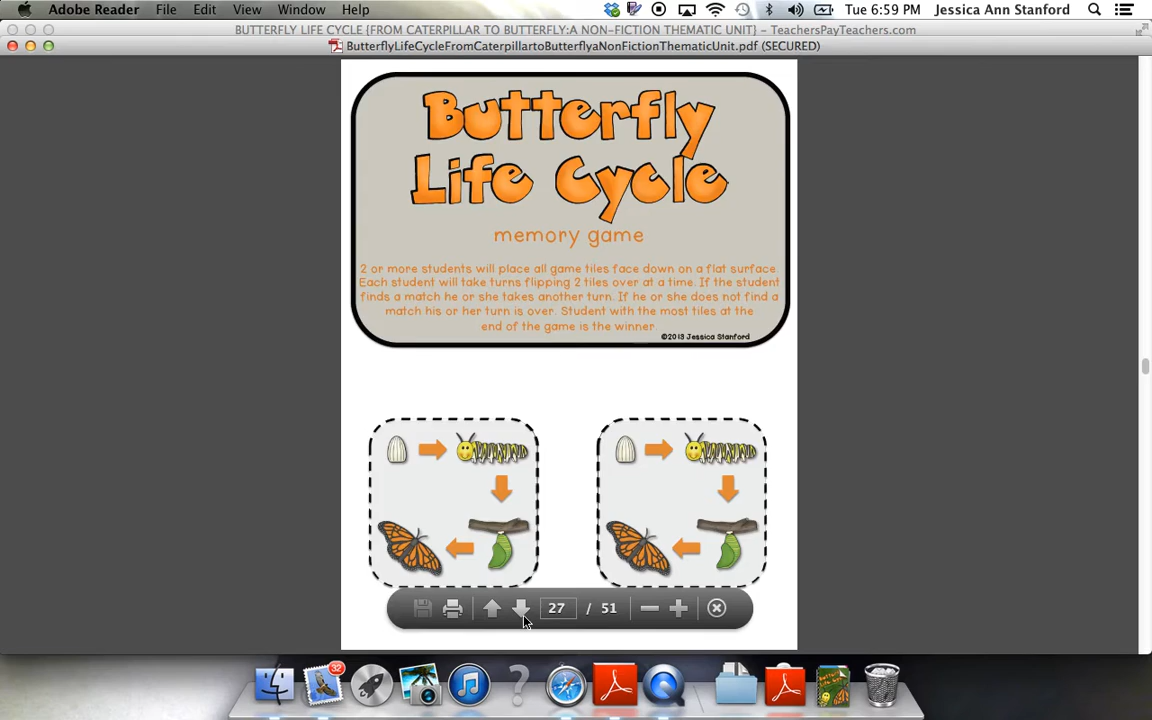 Adobe Reader File Edit View Window Help Tue 6:59 PM Jessica Ann Stanford
BUTTERFLY LIFE CYCLE {FROM CATERPILLAR TO BUTTERFLY:A NON-FICTION THEMATIC UNIT} - TeachersPayTeachers.com
ButterflyLifeCycleFromCaterpillartoButterflyaNonFictionThematicUnit.pdf (SECURED)
Butterfly
Life Cycle
memory game
2 or more students will place all game tiles face down on a flat surface.
Each student will take turns flipping 2 tiles over at a time. If the student
finds a match he or she takes another turn. If he or she does not find a
match his or her turn is over. Student with the most tiles at the
end of the game is the winner.
©2013 Jessica Stanford
27 / 51
32